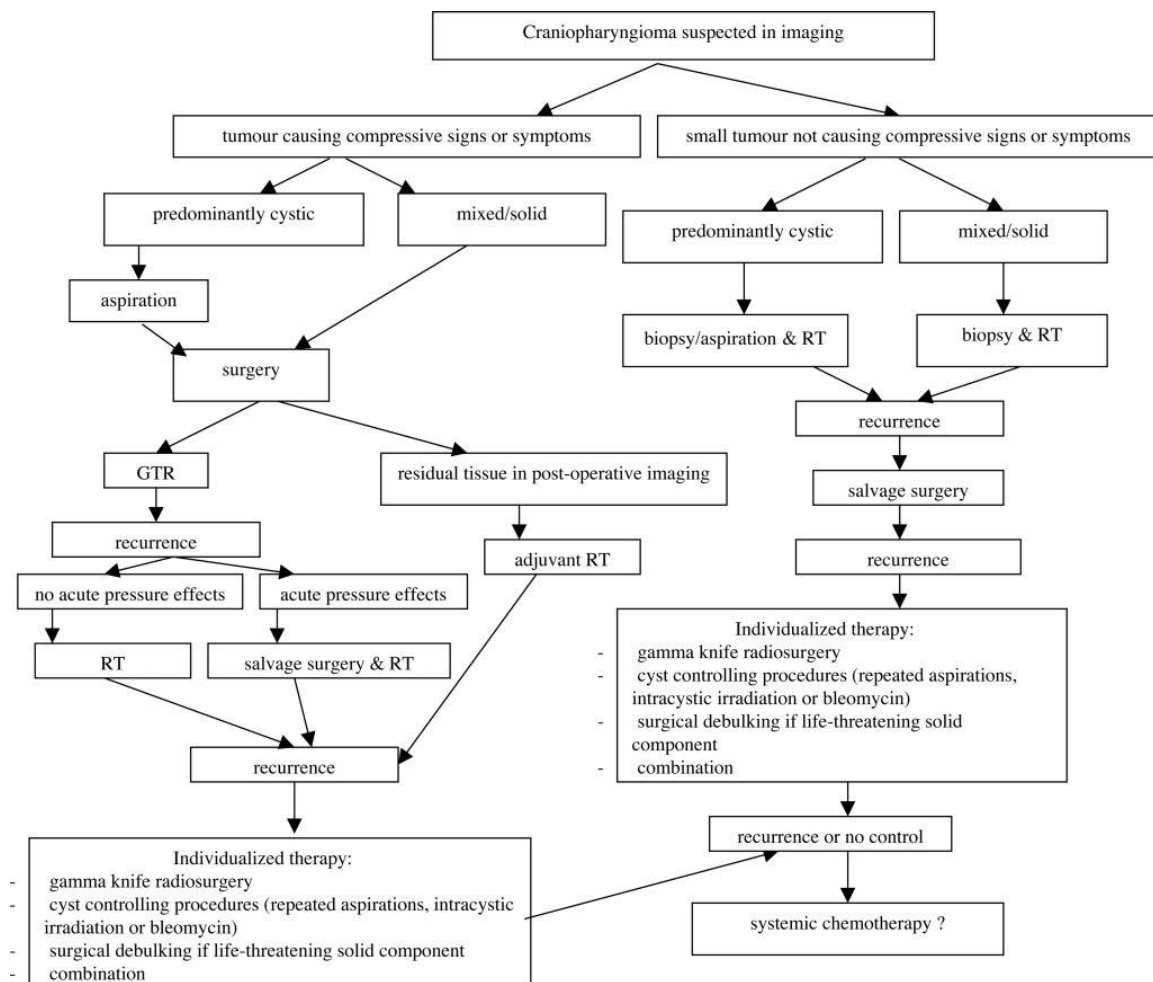 Craniopharyngioma suspected in imaging
tumour causing compressive signs or symptoms
small tumour not causing compressive signs or symptoms
predominantly cystic
mixed/solid
predominantly cystic
mixed/solid
aspiration
biopsy/aspiration & RT
biopsy & RT
surgery
recurrence
GTR
residual tissue in post-operative imaging
salvage surgery
recurrence
adjuvant RT
recurrence
no acute pressure effects
acute pressure effects
RT
salvage surgery & RT
Individualized therapy:
- gamma knife radiosurgery
- cyst controlling procedures (repeated aspirations,
intracystic irradiation or bleomycin)
- surgical debulking if life-threatening solid
component
- combination
recurrence
recurrence or no control
Individualized therapy:
- gamma knife radiosurgery
- cyst controlling procedures (repeated aspirations, intracystic
irradiation or bleomycin)
- surgical debulking if life-threatening solid component
- combination
systemic chemotherapy ?